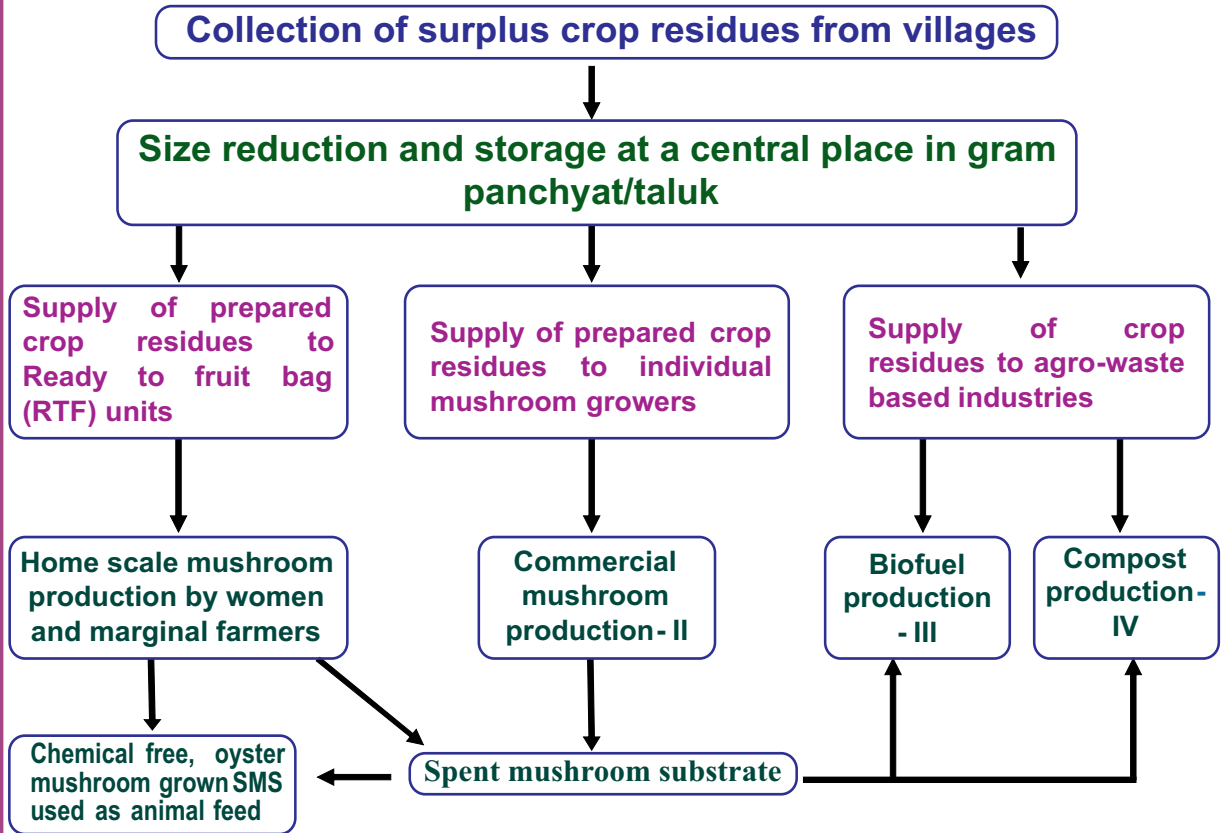 Collection of surplus crop residues from villages
Size reduction and storage at a central place in gram
panchyat/taluk
Supply of prepared
crop residues to
Ready to fruit bag
(RTF) units
Supply of prepared crop
residues to individual
mushroom growers
Supply of crop
residues to agro-waste
based industries
Home scale mushroom
production by women
and marginal farmers
Commercial
mushroom
production- II
Biofuel
production
- III
Compost
production-
IV
Chemical free, oyster
mushroom grown SMS
used as animal feed
Spent mushroom substrate